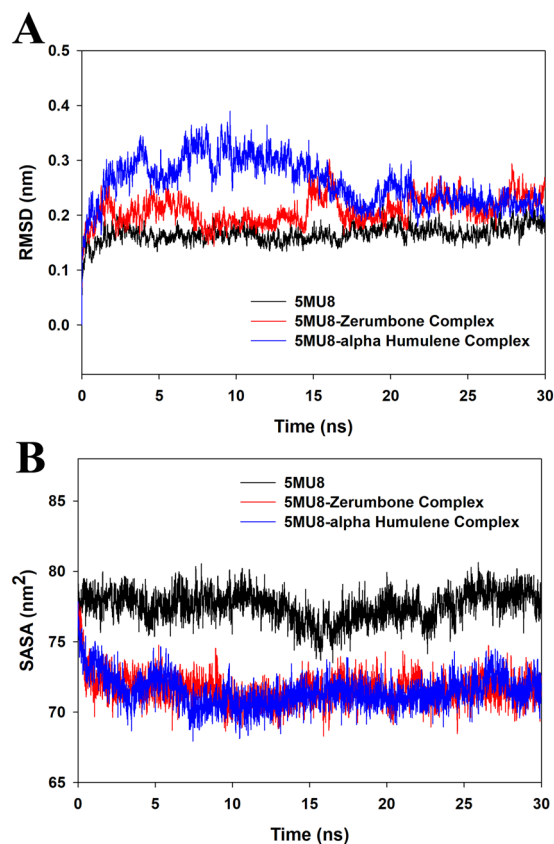 A
0.5
0.4
0.3
0.2
0.1
0.0
RMSD (nm)
5MU8
5MU8-Zerumbone Complex
5MU8-alpha Humulene Complex
0 5 10 15 20 25 30
Time (ns)
B
85
80
75
70
65
SASA (nm²)
5MU8
5MU8-Zerumbone Complex
5MU8-alpha Humulene Complex
0 5 10 15 20 25 30
Time (ns)